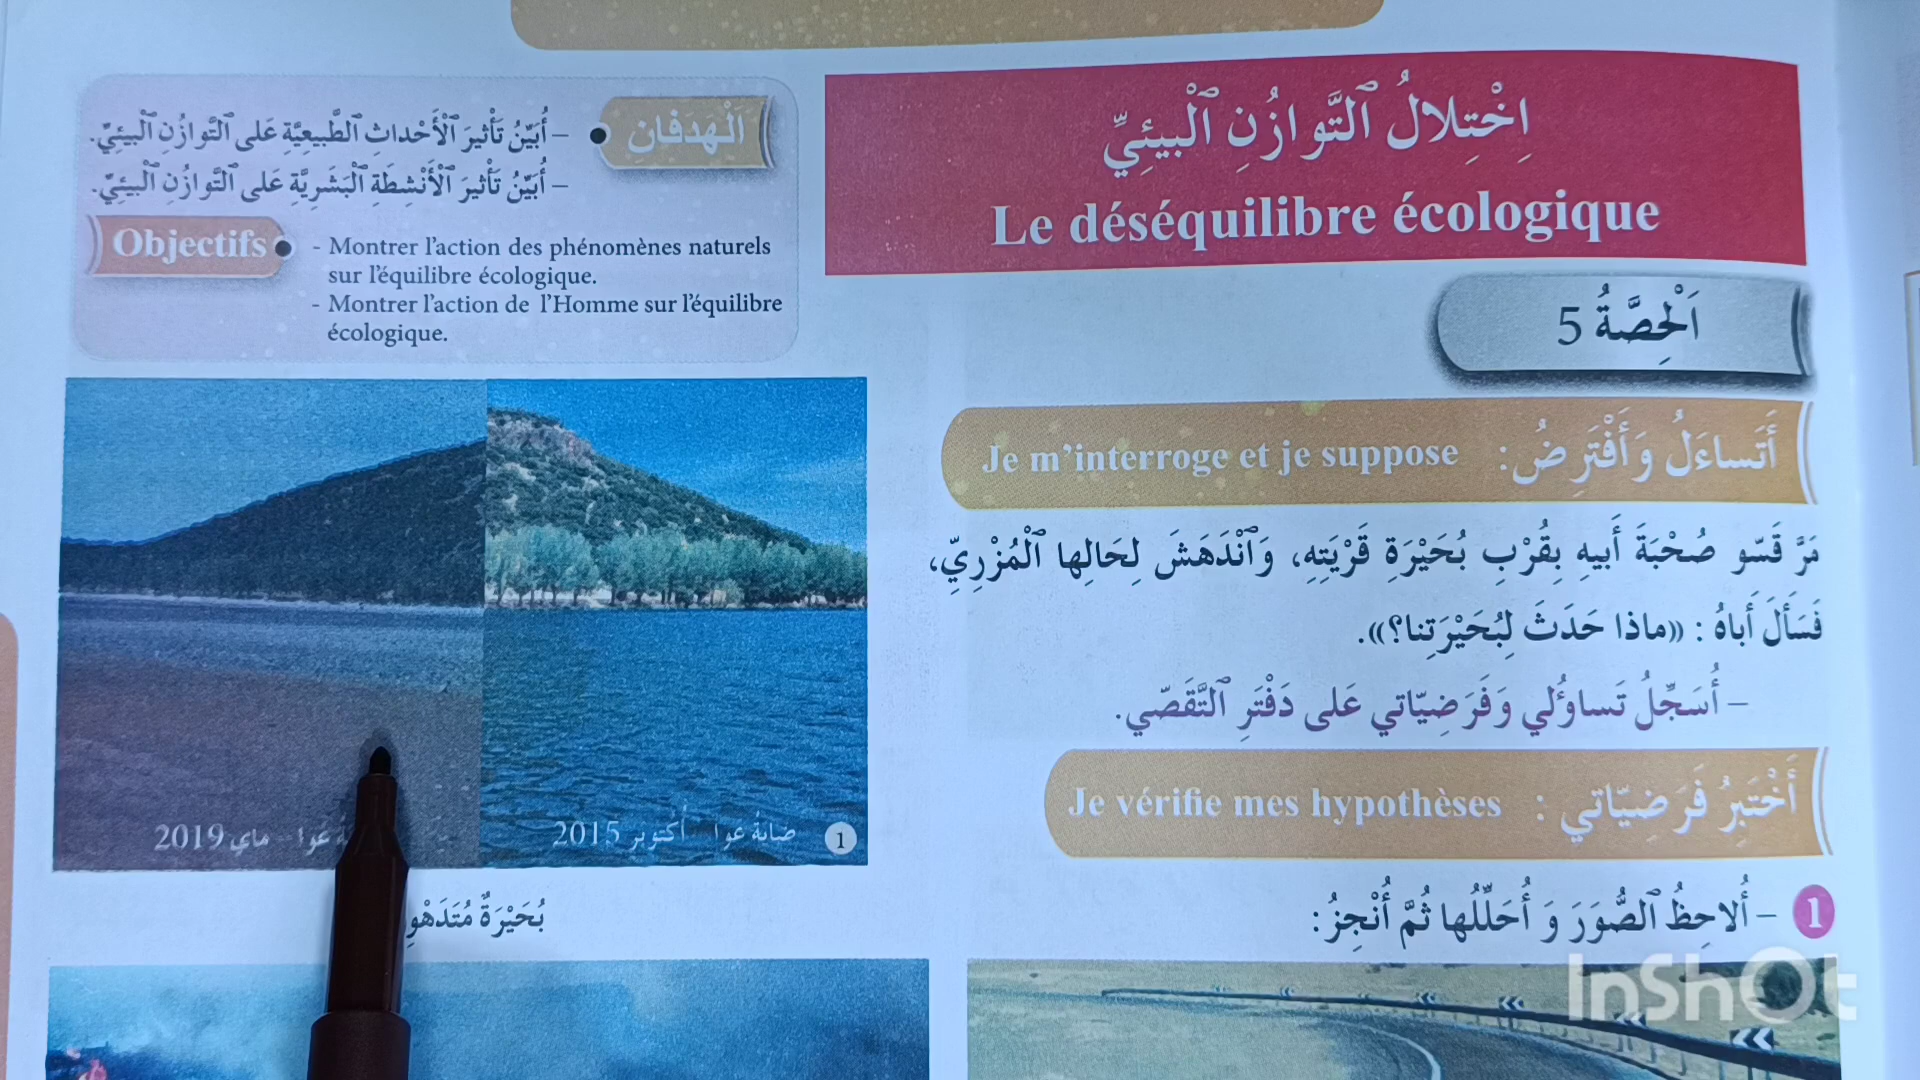 اِخْتِلالُ ٱلتَّوازُنِ ٱلْبيئِيِّ
Le déséquilibre écologique
اَلْهَدَفانِ
– أُبَيِّنُ تَأْثيرَ ٱلْأَحْداثِ ٱلطَّبيعِيَّةِ عَلى ٱلتَّوازُنِ ٱلْبيئِيِّ.
– أُبَيِّنُ تَأْثيرَ ٱلْأَنْشِطَةِ ٱلْبَشَرِيَّةِ عَلى ٱلتَّوازُنِ ٱلْبيئِيِّ.
Objectifs
- Montrer l'action des phénomènes naturels
sur l'équilibre écologique.
- Montrer l'action de l'Homme sur l'équilibre
écologique.
اَلْحِصَّةُ 5
أَتَساءَلُ وَأَفْتَرِضُ : Je m'interroge et je suppose
مَرَّ قَسّو صُحْبَةَ أَبيهِ بِقُرْبِ بُحَيْرَةِ قَرْيَتِهِ، وَٱنْدَهَشَ لِحَالِها ٱلْمُزْرِيِّ،
فَسَأَلَ أَباهُ : «ماذا حَدَثَ لِبُحَيْرَتِنا؟».
– أُسَجِّلُ تَساؤُلي وَفَرَضِيّاتي عَلى دَفْتَرِ ٱلتَّقَصّي.
أَخْتَبِرُ فَرَضِيّاتي : Je vérifie mes hypothèses
1 – أُلاحِظُ ٱلصُّوَرَ وَ أُحَلِّلُها ثُمَّ أُنْجِزُ:
1 ضايةُ عوا - أُكتوبر 2015
عوا - ماي 2019
بُحَيْرَةٌ
InShOt